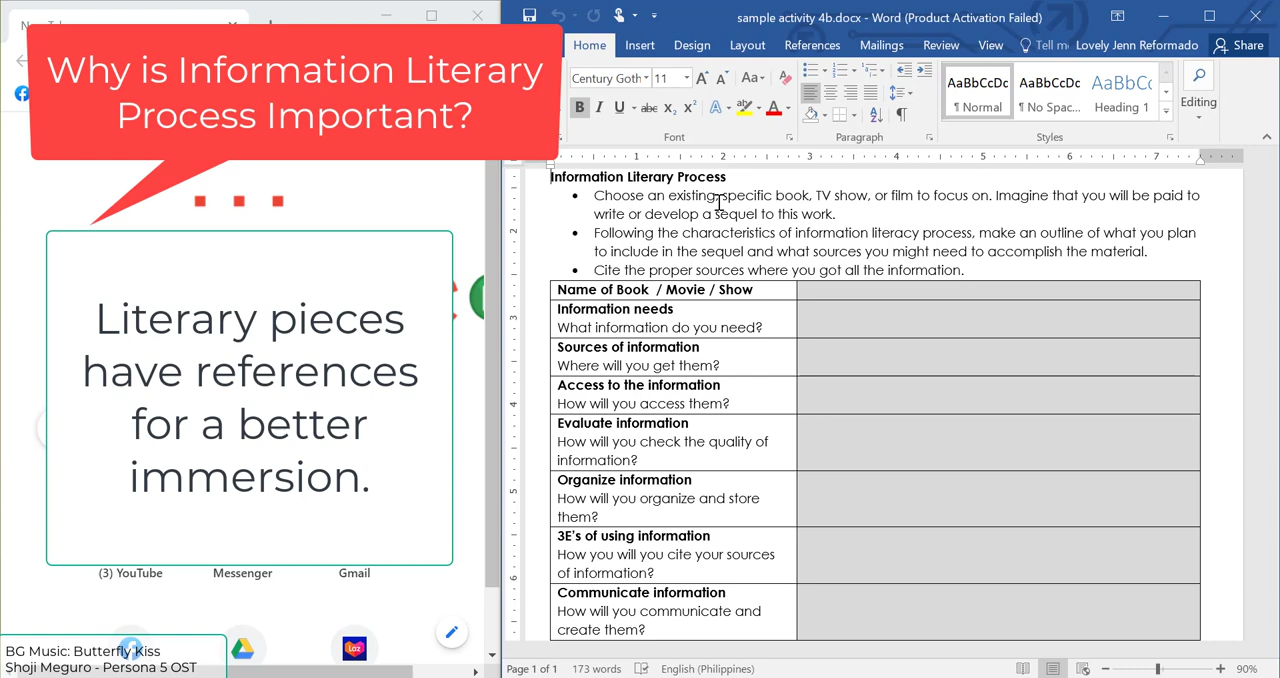 Why is Information Literary
Process Important?
Literary pieces
have references
for a better
immersion.
(3) YouTube
Messenger
Gmail
Laz
BG Music: Butterfly Kiss
Shoji Meguro - Persona 5 OST
sample activity 4b.docx - Word (Product Activation Failed)
Home
Insert
Design
Layout
References
Mailings
Review
View
Tell me
Lovely Jenn Reformado
Share
Century Goth
11
AaBbCcDc
AaBbCcDc
AaBbCc
¶ Normal
¶ No Spac...
Heading 1
Editing
Font
Paragraph
Styles
Information Literary Process
• Choose an existing specific book, TV show, or film to focus on. Imagine that you will be paid to
write or develop a sequel to this work.
• Following the characteristics of information literacy process, make an outline of what you plan
to include in the sequel and what sources you might need to accomplish the material.
• Cite the proper sources where you got all the information.
Name of Book / Movie / Show
Information needs
What information do you need?
Sources of information
Where will you get them?
Access to the information
How will you access them?
Evaluate information
How will you check the quality of
information?
Organize information
How will you organize and store
them?
3E's of using information
How you will you cite your sources
of information?
Communicate information
How will you communicate and
create them?
Page 1 of 1
173 words
English (Philippines)
90%